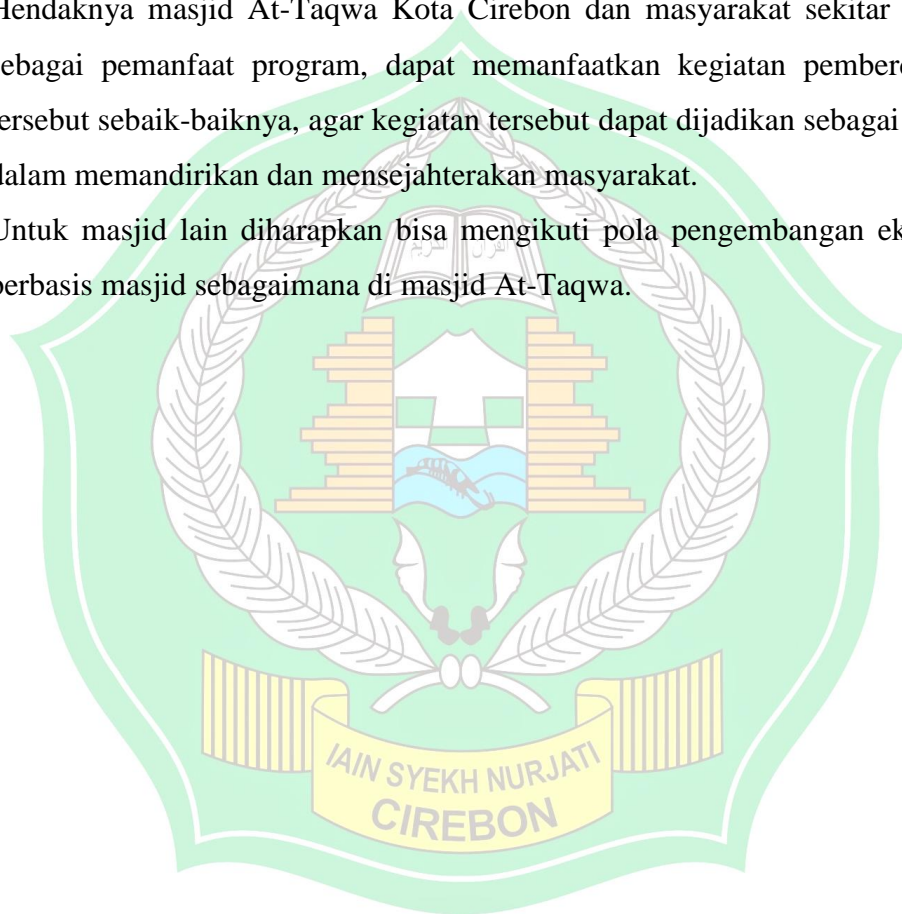 Hendaknya masjid At-Taqwa Kota Cirebon dan masyarakat sekitar
sebagai pemanfaat program, dapat memanfaatkan kegiatan
tersebut sebaik-baiknya, agar kegiatan tersebut dapat dijadikan sebagai
dalam memandirikan dan mensejahterakan masyarakat.
Untuk masjid lain diharapkan bisa mengikuti pola pengembangan
berbasis masjid sebagaimana di masjid At-Taqwa.
القرآن الكريم
IAIN SYEKH NURJATI
CIREBON